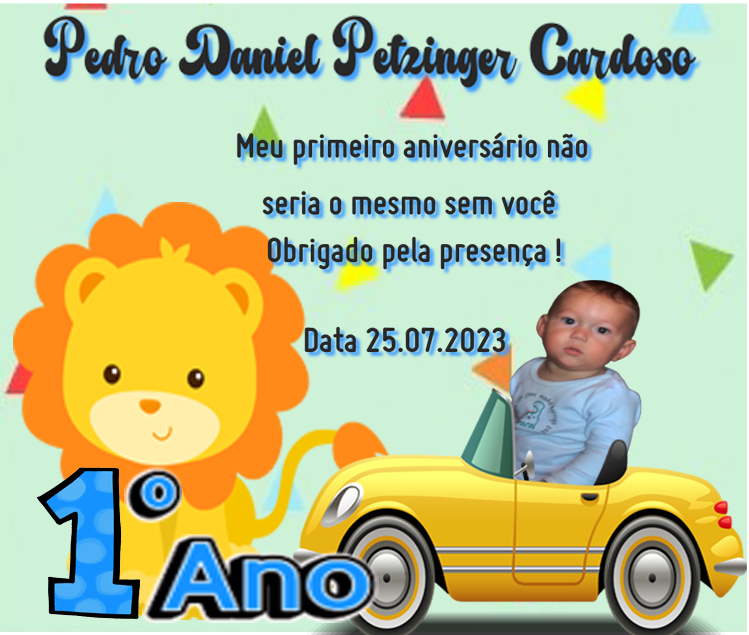 Pedro Daniel Petzinger Cardoso
Meu primeiro aniversário não
seria o mesmo sem você
Obrigado pela presença !
Data 25.07.2023
1º
Ano